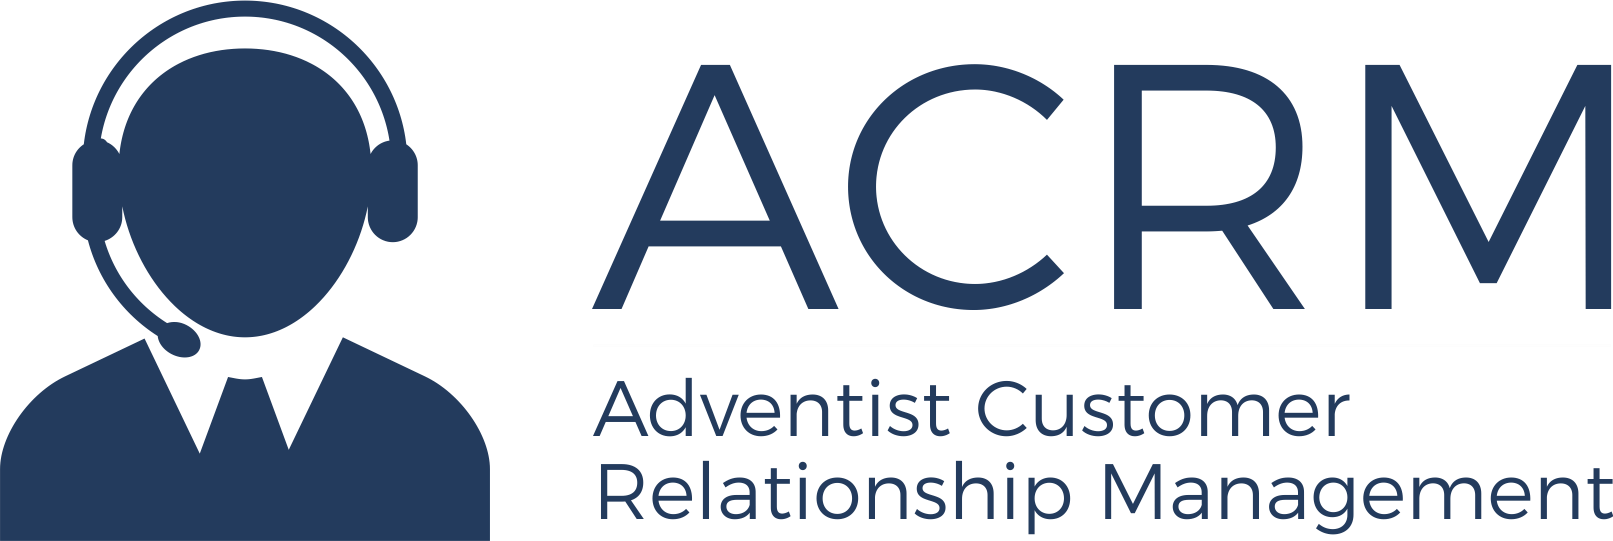 ACRM
Adventist Customer
Relationship Management